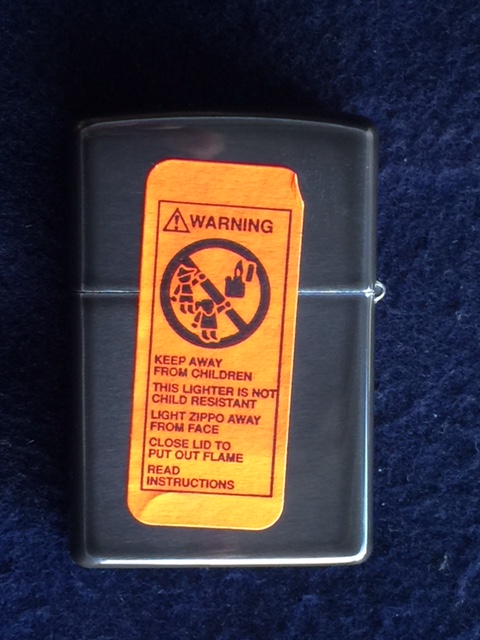 WARNING
KEEP AWAY
FROM CHILDREN
THIS LIGHTER IS NOT
CHILD RESISTANT
LIGHT ZIPPO AWAY
FROM FACE
CLOSE LID TO
PUT OUT FLAME
READ
INSTRUCTIONS